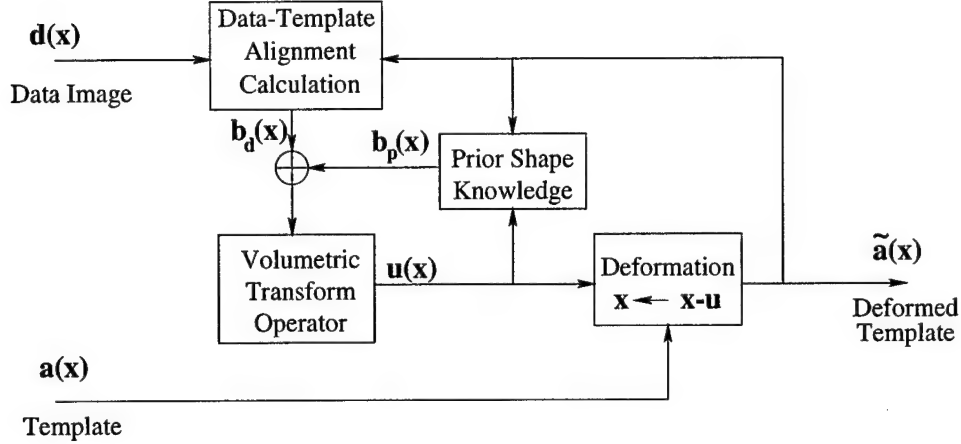 d(x)
Data Image
Data-Template
Alignment
Calculation
b_d(x)
b_p(x)
Prior Shape
Knowledge
Volumetric
Transform
Operator
u(x)
Deformation
x ← x-u
ã(x)
Deformed
Template
a(x)
Template